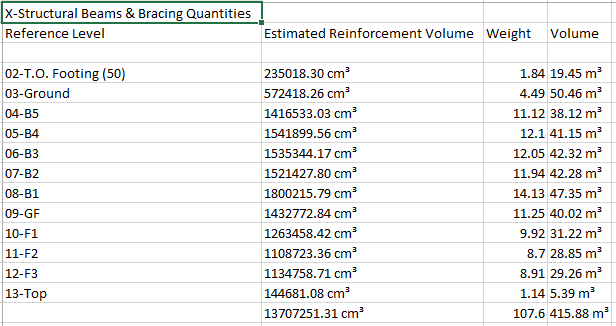 X-Structural Beams & Bracing Quantities
Reference Level Estimated Reinforcement Volume Weight Volume
02-T.O. Footing (50) 235018.30 cm³ 1.84 19.45 m³
03-Ground 572418.26 cm³ 4.49 50.46 m³
04-B5 1416533.03 cm³ 11.12 38.12 m³
05-B4 1541899.56 cm³ 12.1 41.15 m³
06-B3 1535344.17 cm³ 12.05 42.32 m³
07-B2 1521427.80 cm³ 11.94 42.28 m³
08-B1 1800215.79 cm³ 14.13 47.35 m³
09-GF 1432772.84 cm³ 11.25 40.02 m³
10-F1 1263458.42 cm³ 9.92 31.22 m³
11-F2 1108723.36 cm³ 8.7 28.85 m³
12-F3 1134758.71 cm³ 8.91 29.26 m³
13-Top 144681.08 cm³ 1.14 5.39 m³
13707251.31 cm³ 107.6 415.88 m³